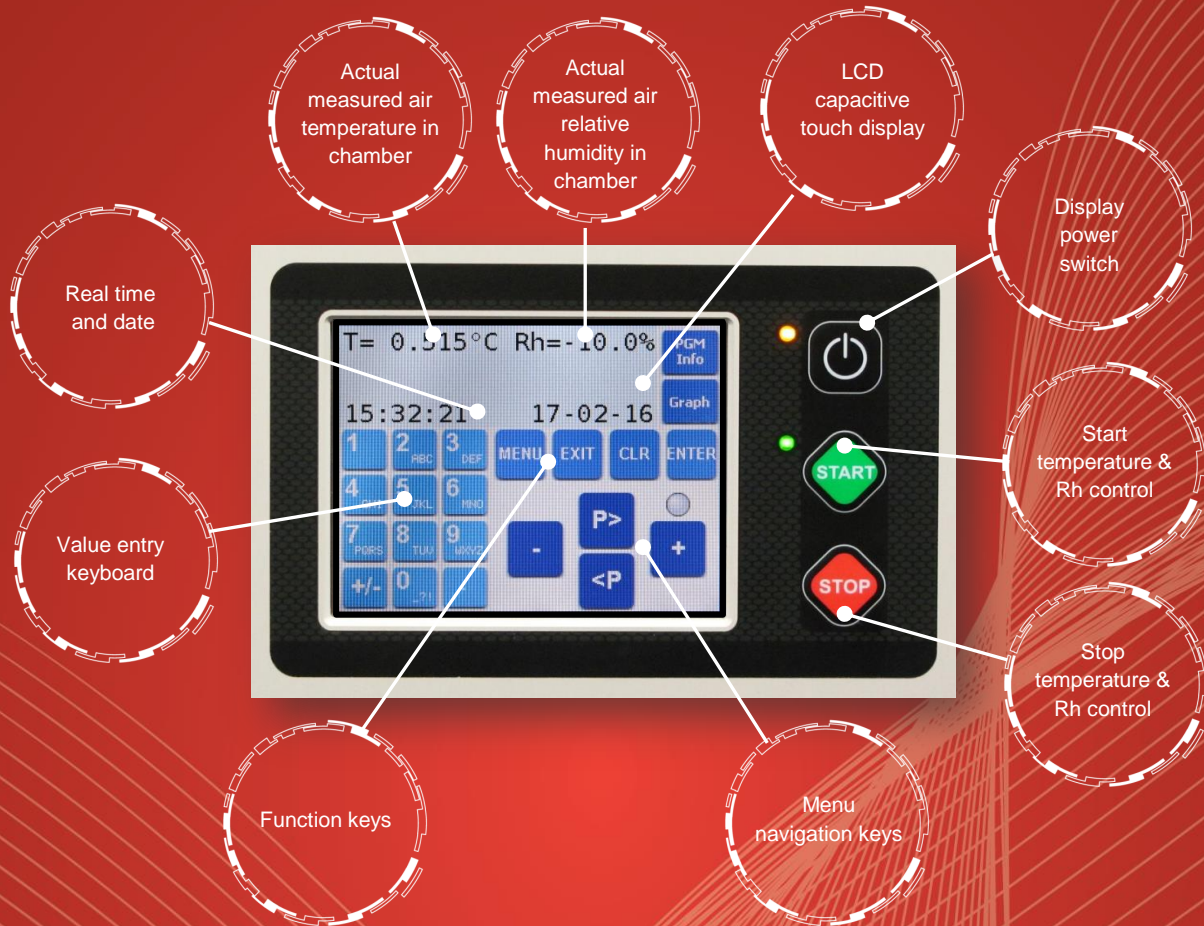 Actual
measured air
temperature in
chamber
Actual
measured air
relative
humidity in
chamber
LCD
capacitive
touch display
Display
power
switch
Real time
and date
T= 0.515°C Rh=-10.0%
PGM
Info
Graph
15:32:21 17-02-16
1 2 ABC 3 DEF
MENU EXIT CLR ENTER
4 5 JKL 6 MNO
7 PQRS 8 TUV 9 WXYZ
+/- 0 _?!
P>
- +
<P
START
STOP
Start
temperature &
Rh control
Value entry
keyboard
Stop
temperature &
Rh control
Function keys
Menu
navigation keys